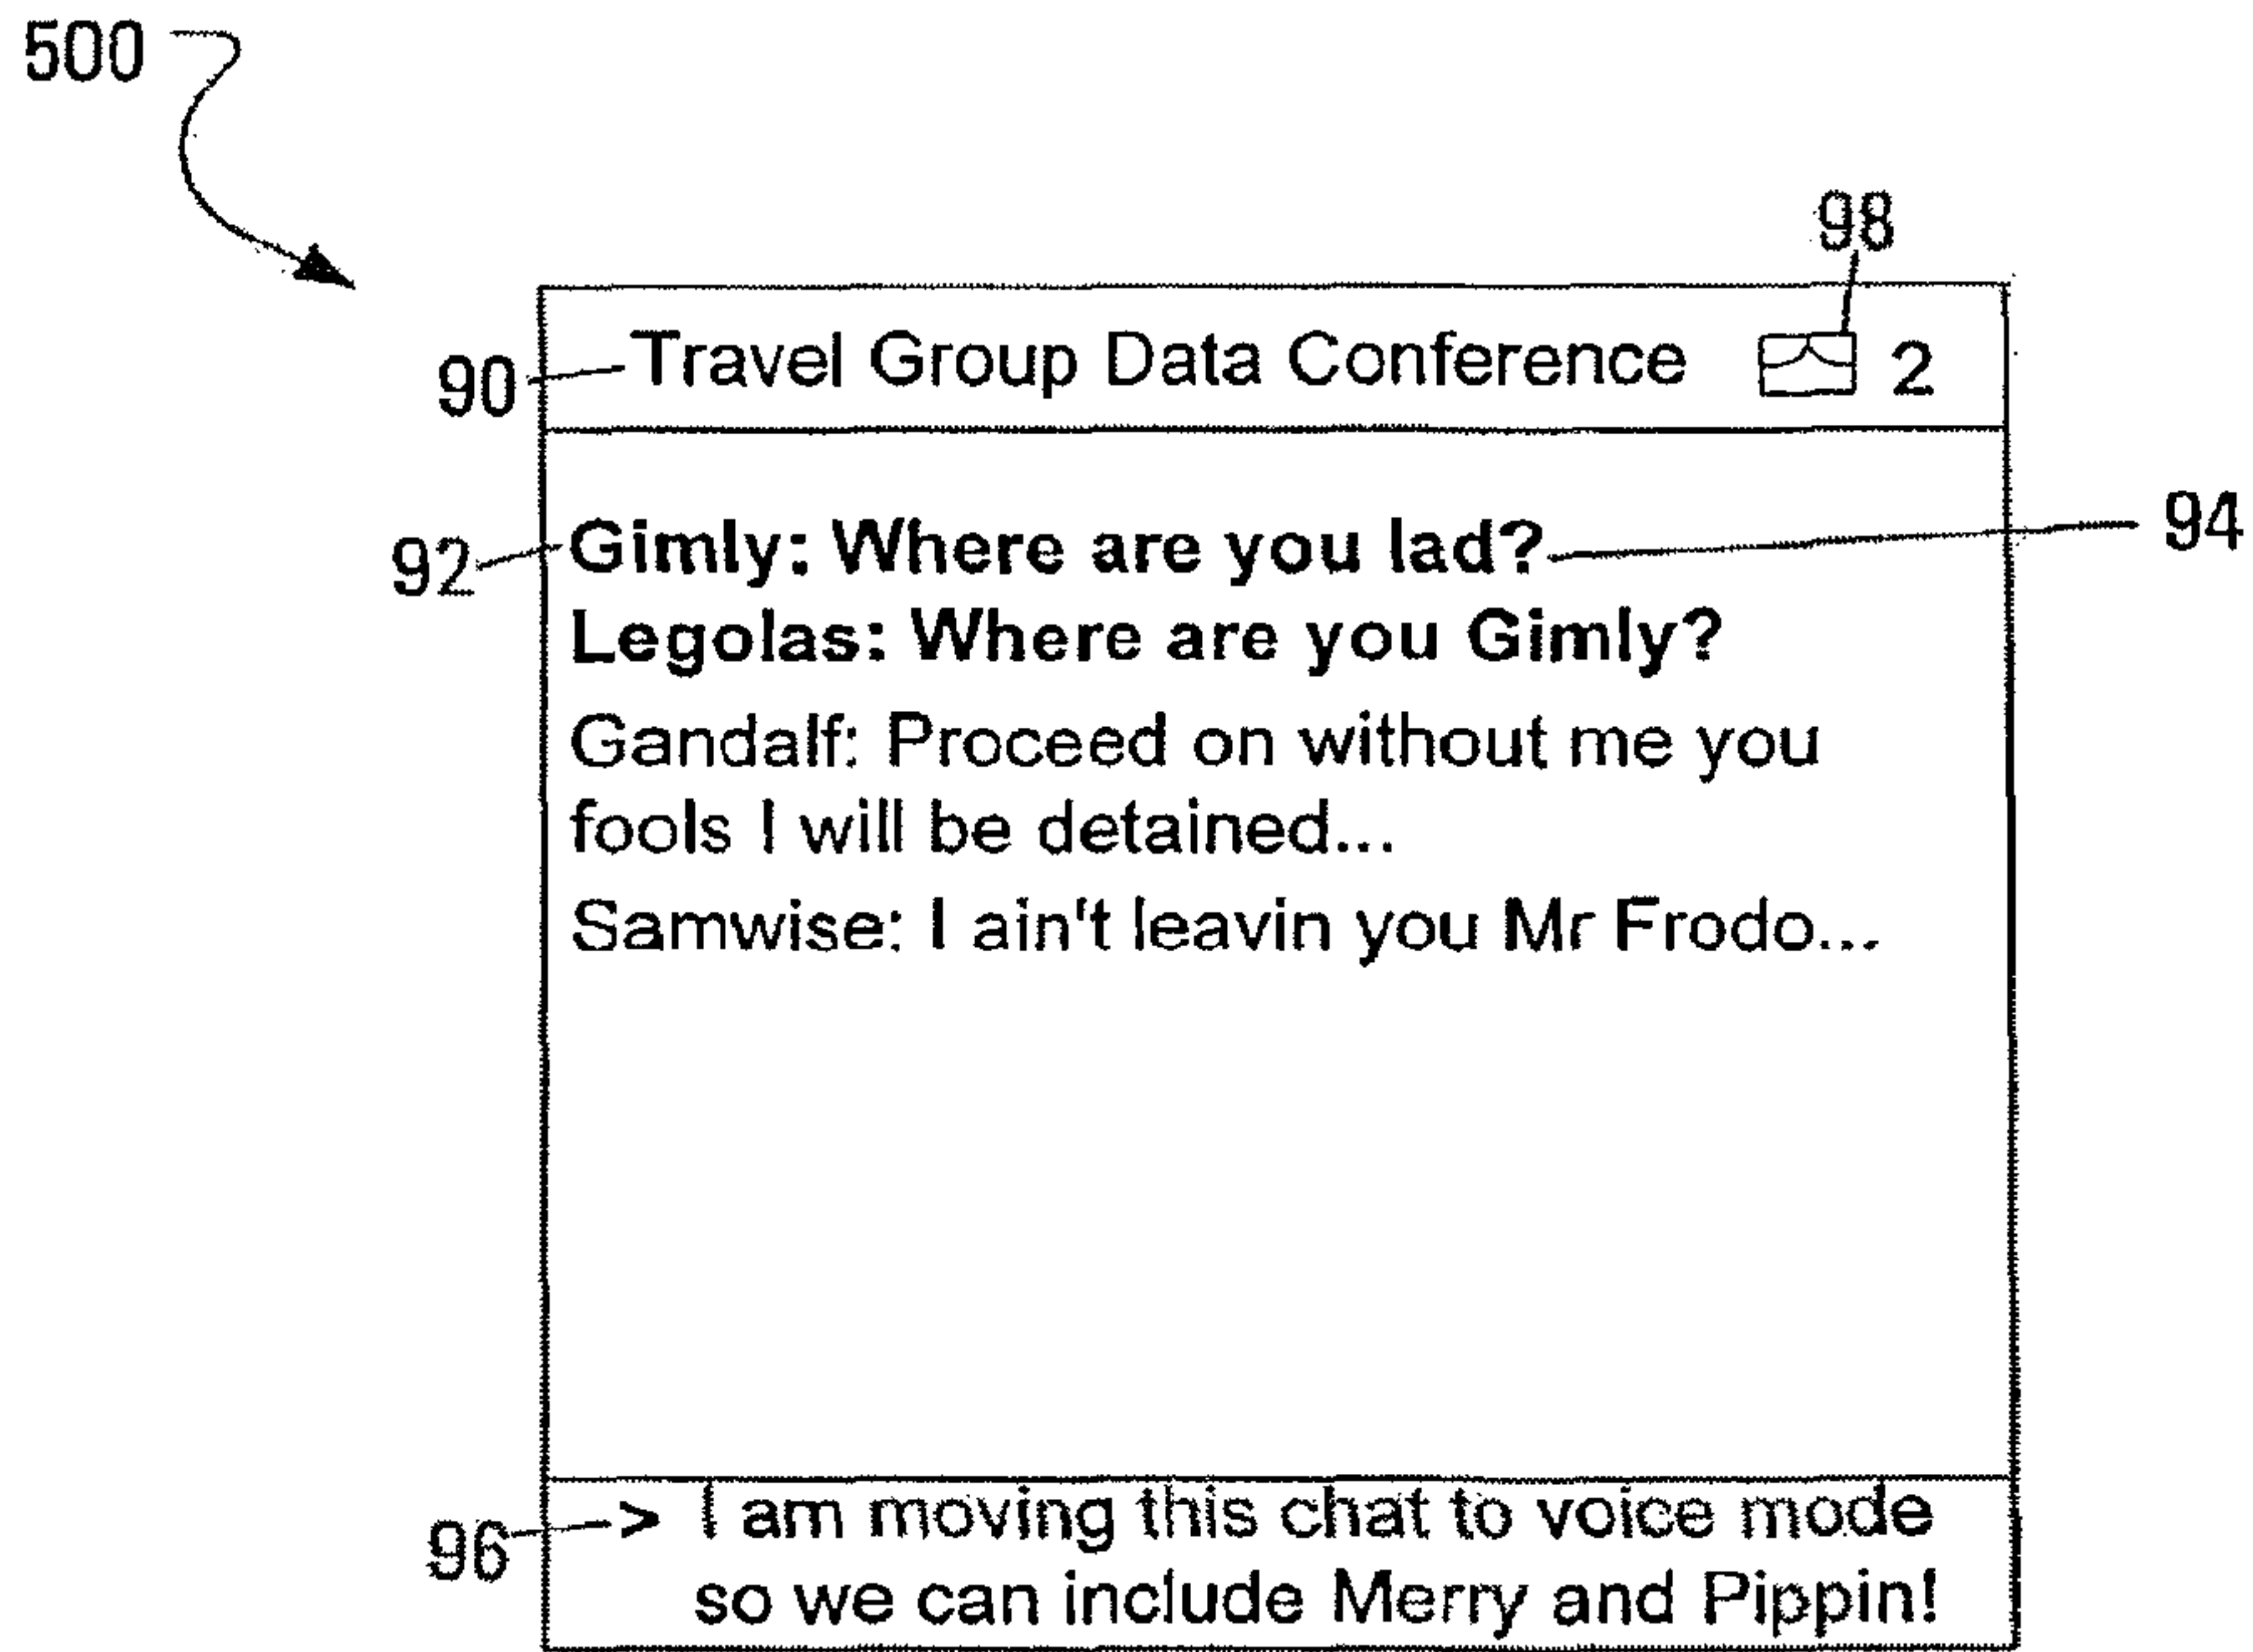 500
98
90 Travel Group Data Conference 2
92 Gimly: Where are you lad? 94
Legolas: Where are you Gimly?
Gandalf: Proceed on without me you
fools I will be detained...
Samwise: I ain't leavin you Mr Frodo...
96 > I am moving this chat to voice mode
so we can include Merry and Pippin!